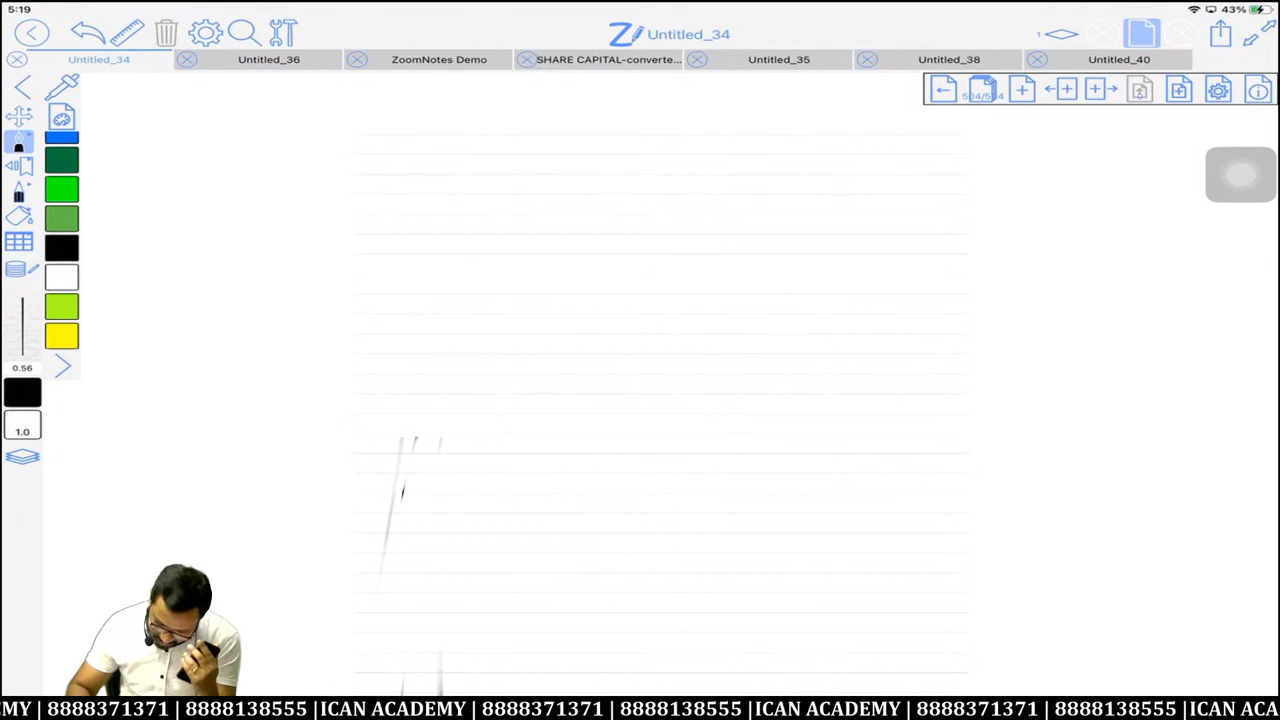 5:19
43%
Untitled_34
1
Untitled_34
Untitled_36
ZoomNotes Demo
SHARE CAPITAL-converte...
Untitled_35
Untitled_38
Untitled_40
0.56
1.0
MY | 8888371371 | 8888138555 |ICAN ACADEMY | 8888371371 | 8888138555 |ICAN ACADEMY | 8888371371 | 8888138555 |ICAN ACA